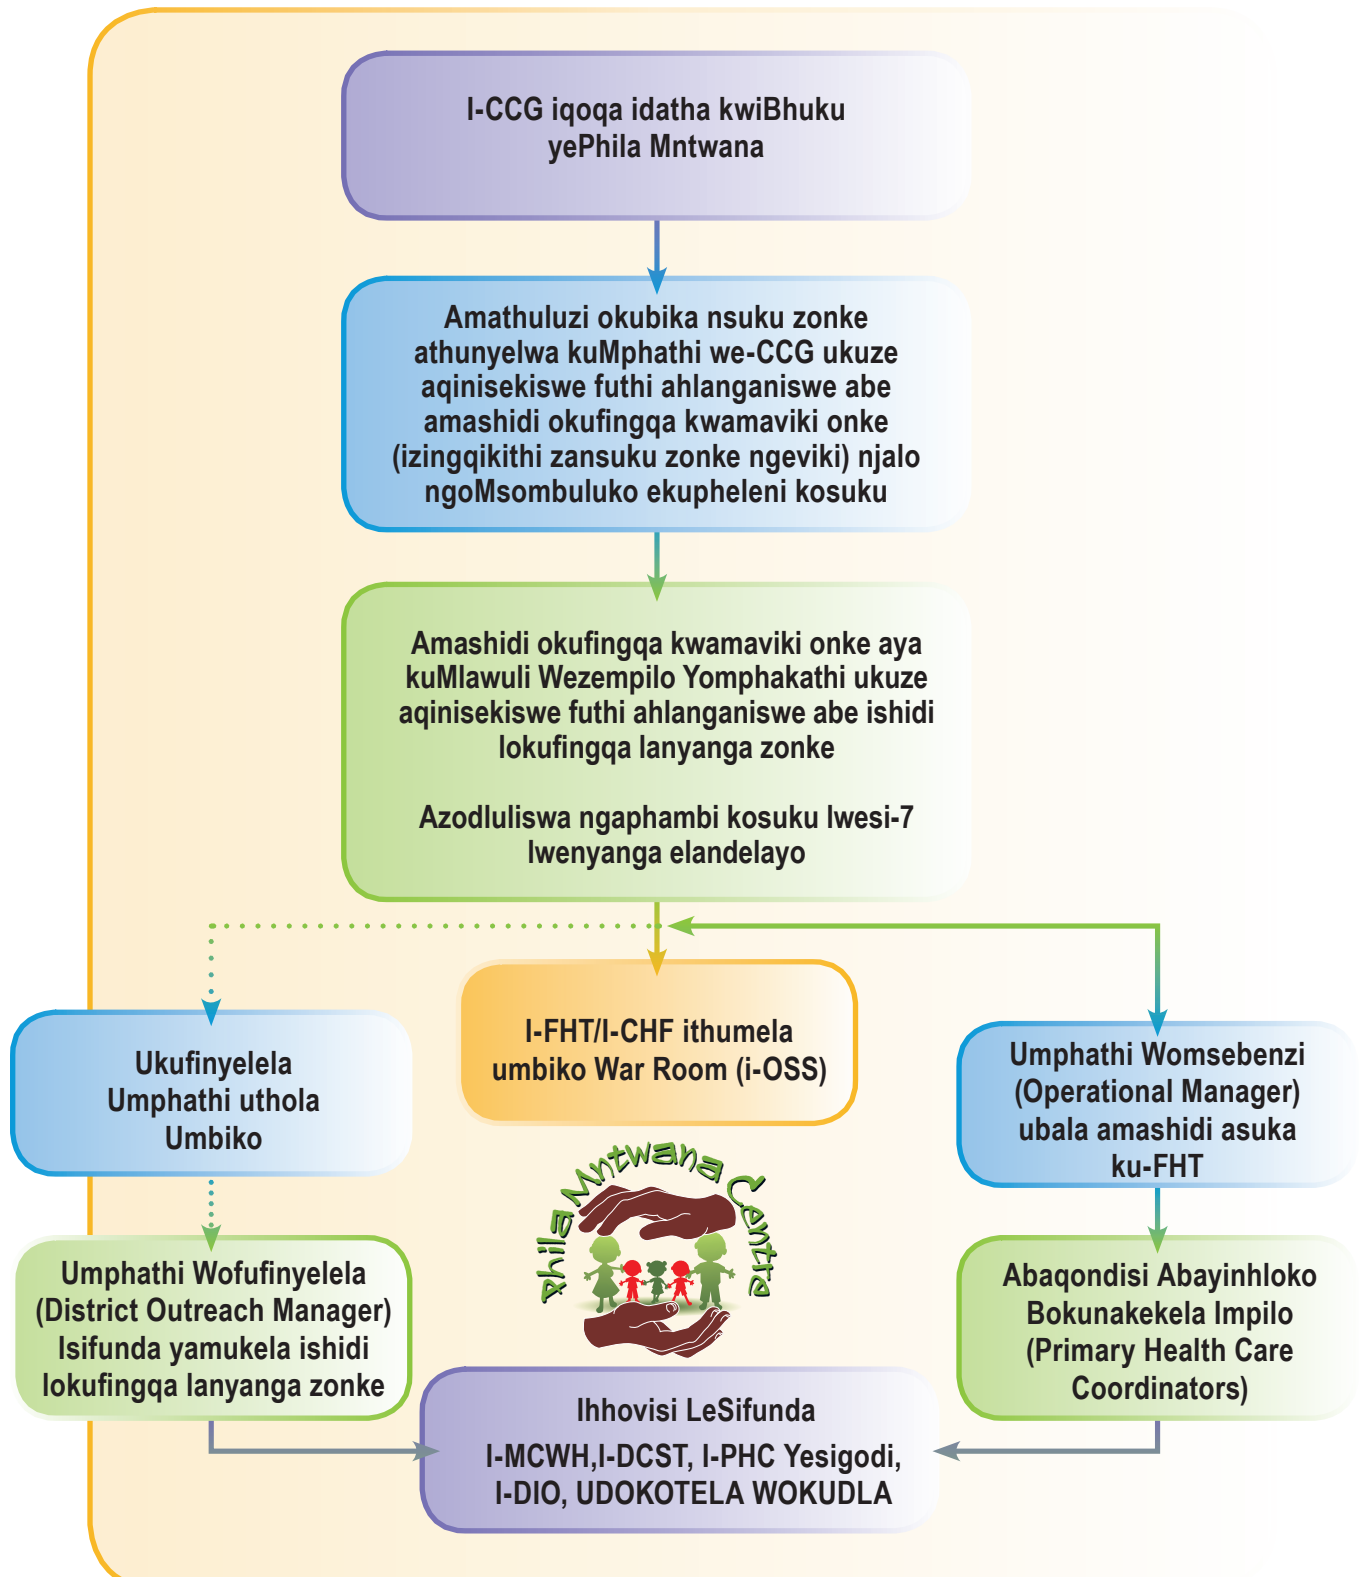 I-CCG iqoqa idatha kwiBhuku
yePhila Mntwana
Amathuluzi okubika nsuku zonke
athunyelwa kuMphathi we-CCG ukuze
aqinisekiswe futhi ahlanganiswe abe
amashidi okufingqa kwamaviki onke
(izingqikithi zansuku zonke ngeviki) njalo
ngoMsombuluko ekupheleni kosuku
Amashidi okufingqa kwamaviki onke aya
kuMlawuli Wezempilo Yomphakathi ukuze
aqinisekiswe futhi ahlanganiswe abe ishidi
lokufingqa lanyanga zonke
Azodluliswa ngaphambi kosuku lwesi-7
lwenyanga elandelayo
I-FHT/I-CHF ithumela
umbiko War Room (i-OSS)
Ukufinyelela
Umphathi uthola
Umbiko
Umphathi Womsebenzi
(Operational Manager)
ubala amashidi asuka
ku-FHT
Phila Mntwana Centre
Umphathi Wofufinyelela
(District Outreach Manager)
Isifunda yamukela ishidi
lokufingqa lanyanga zonke
Abaqondisi Abayinhloko
Bokunakekela Impilo
(Primary Health Care
Coordinators)
Ihhovisi LeSifunda
I-MCWH,I-DCST, I-PHC Yesigodi,
I-DIO, UDOKOTELA WOKUDLA